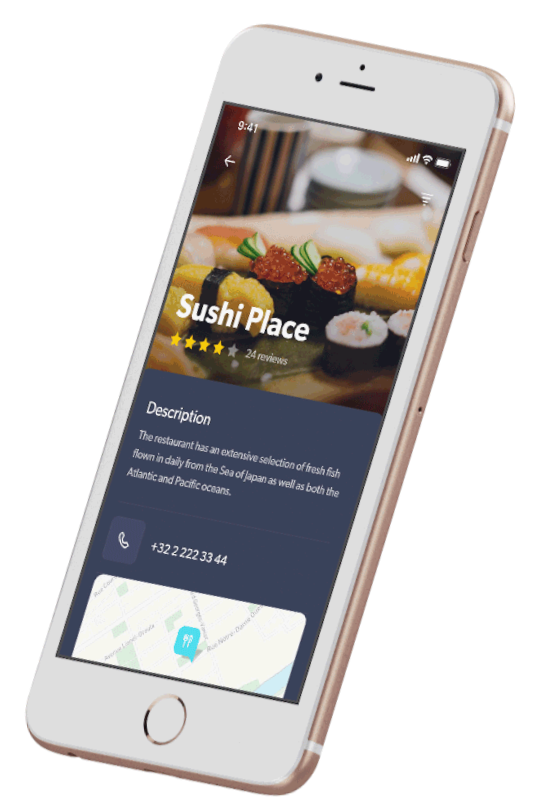 9:41
Sushi Place
24 reviews
Description
The restaurant has an extensive selection of fresh fish
flown in daily from the Sea of Japan as well as both the
Atlantic and Pacific oceans.
+32 2 222 33 44